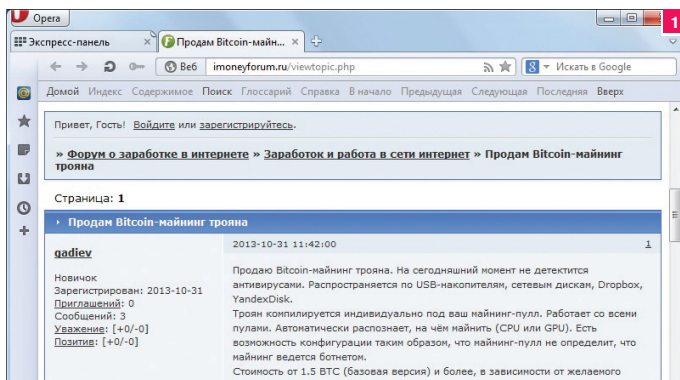 Opera
1
Экспресс-панель
Продам Bitcoin-майн...
Веб
imoneyforum.ru/viewtopic.php
Искать в Google
Домой Индекс Содержимое Поиск Глоссарий Справка В начало Предыдущая Следующая Последняя Вверх
Привет, Гость! Войдите или зарегистрируйтесь.
» Форум о заработке в интернете » Заработок и работа в сети интернет » Продам Bitcoin-майнинг
трояна
Страница: 1
Продам Bitcoin-майнинг трояна
qadiev
2013-10-31 11:42:00
1
Новичок
Зарегистрирован: 2013-10-31
Приглашений: 0
Сообщений: 3
Уважение: [+0/-0]
Позитив: [+0/-0]
Продаю Bitcoin-майнинг трояна. На сегодняшний момент не детектится
антивирусами. Распространяется по USB-накопителям, сетевым дискам, Dropbox,
YandexDisk.
Троян компилируется индивидуально под ваш майнинг-пулл. Работает со всеми
пулами. Автоматически распознает, на чём майнить (CPU или GPU). Есть
возможность конфигурации таким образом, что майнинг-пулл не определит, что
майнинг ведется ботнетом.
Стоимость от 1.5 BTC (базовая версия) и более, в зависимости от желаемого